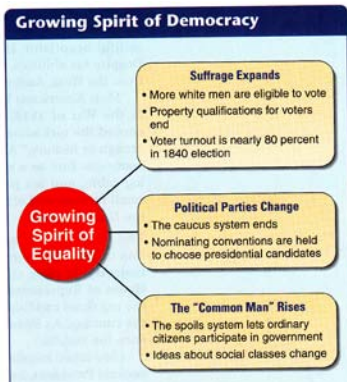 Growing Spirit of Democracy
Suffrage Expands
• More white men are eligible to vote
• Property qualifications for voters
end
• Voter turnout is nearly 80 percent
in 1840 election
Growing
Spirit of
Equality
Political Parties Change
• The caucus system ends
• Nominating conventions are held
to choose presidential candidates
The "Common Man" Rises
• The spoils system lets ordinary
citizens participate in government
• Ideas about social classes change